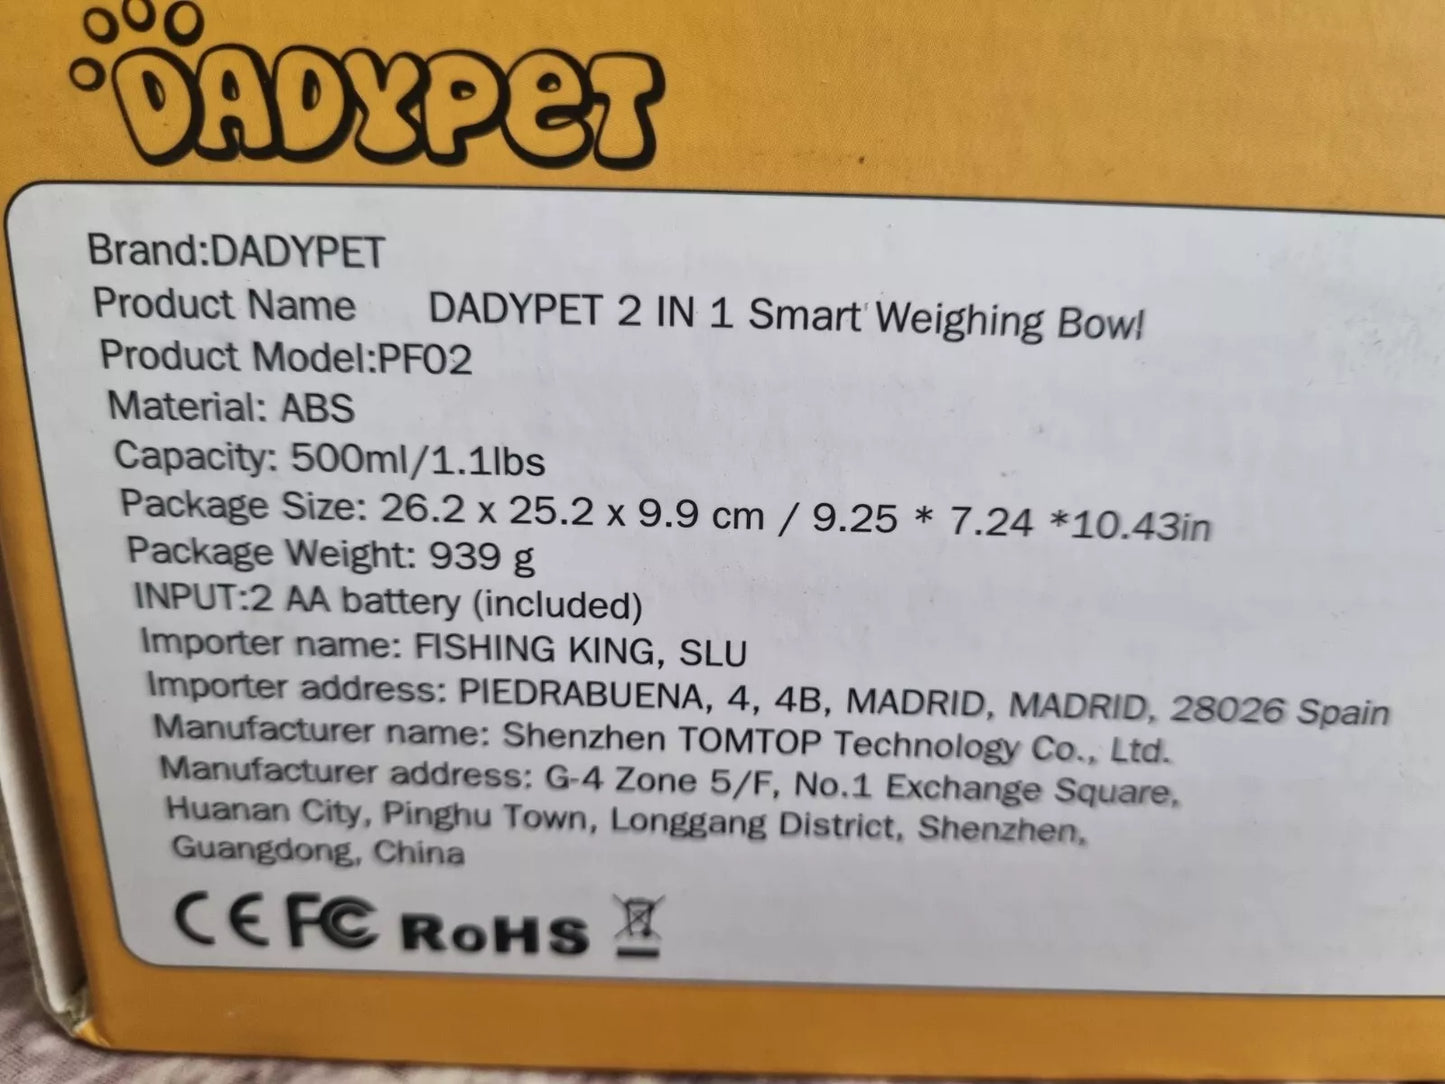 DADYPET
Brand:DADYPET
Product Name DADYPET 2 IN 1 Smart Weighing Bowl
Product Model:PF02
Material: ABS
Capacity: 500ml/1.1lbs
Package Size: 26.2 x 25.2 x 9.9 cm / 9.25 * 7.24 *10.43in
Package Weight: 939 g
INPUT:2 AA battery (included)
Importer name: FISHING KING, SLU
Importer address: PIEDRABUENA, 4, 4B, MADRID, MADRID, 28026 Spain
Manufacturer name: Shenzhen TOMTOP Technology Co., Ltd.
Manufacturer address: G-4 Zone 5/F, No.1 Exchange Square,
Huanan City, Pinghu Town, Longgang District, Shenzhen,
Guangdong, China
CE FC RoHS